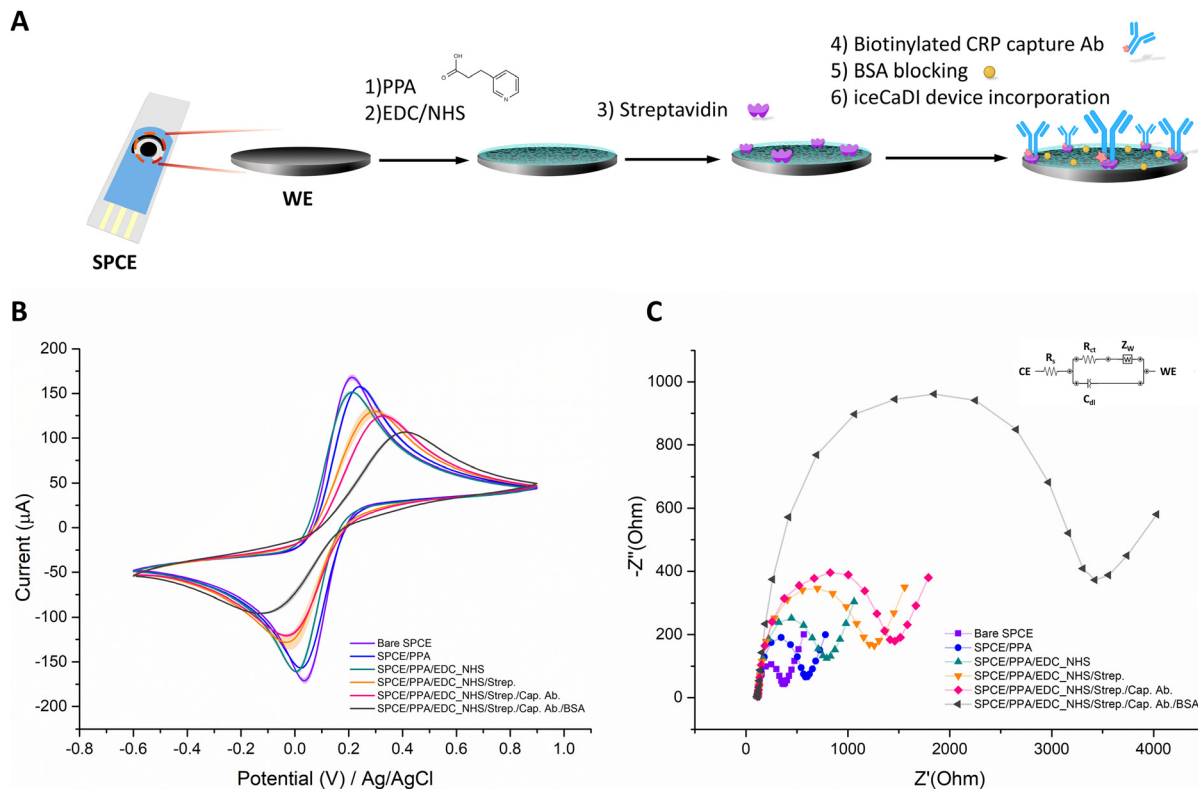 A
OH
O
N
1)PPA
2)EDC/NHS
3) Streptavidin
4) Biotinylated CRP capture Ab
5) BSA blocking
6) iceCaDI device incorporation
WE
SPCE
B
200
150
100
50
0
-50
-100
-150
-200
Current (µA)
Bare SPCE
SPCE/PPA
SPCE/PPA/EDC_NHS
SPCE/PPA/EDC_NHS/Strep.
SPCE/PPA/EDC_NHS/Strep./Cap. Ab.
SPCE/PPA/EDC_NHS/Strep./Cap. Ab./BSA
-0.8 -0.6 -0.4 -0.2 0.0 0.2 0.4 0.6 0.8 1.0
Potential (V) / Ag/AgCl
C
Rct ZW
Rs
CE WE
Cdl
1000
800
600
400
200
0
-Z''(Ohm)
Bare SPCE
SPCE/PPA
SPCE/PPA/EDC_NHS
SPCE/PPA/EDC_NHS/Strep.
SPCE/PPA/EDC_NHS/Strep./Cap. Ab.
SPCE/PPA/EDC_NHS/Strep./Cap. Ab./BSA
0 1000 2000 3000 4000
Z'(Ohm)